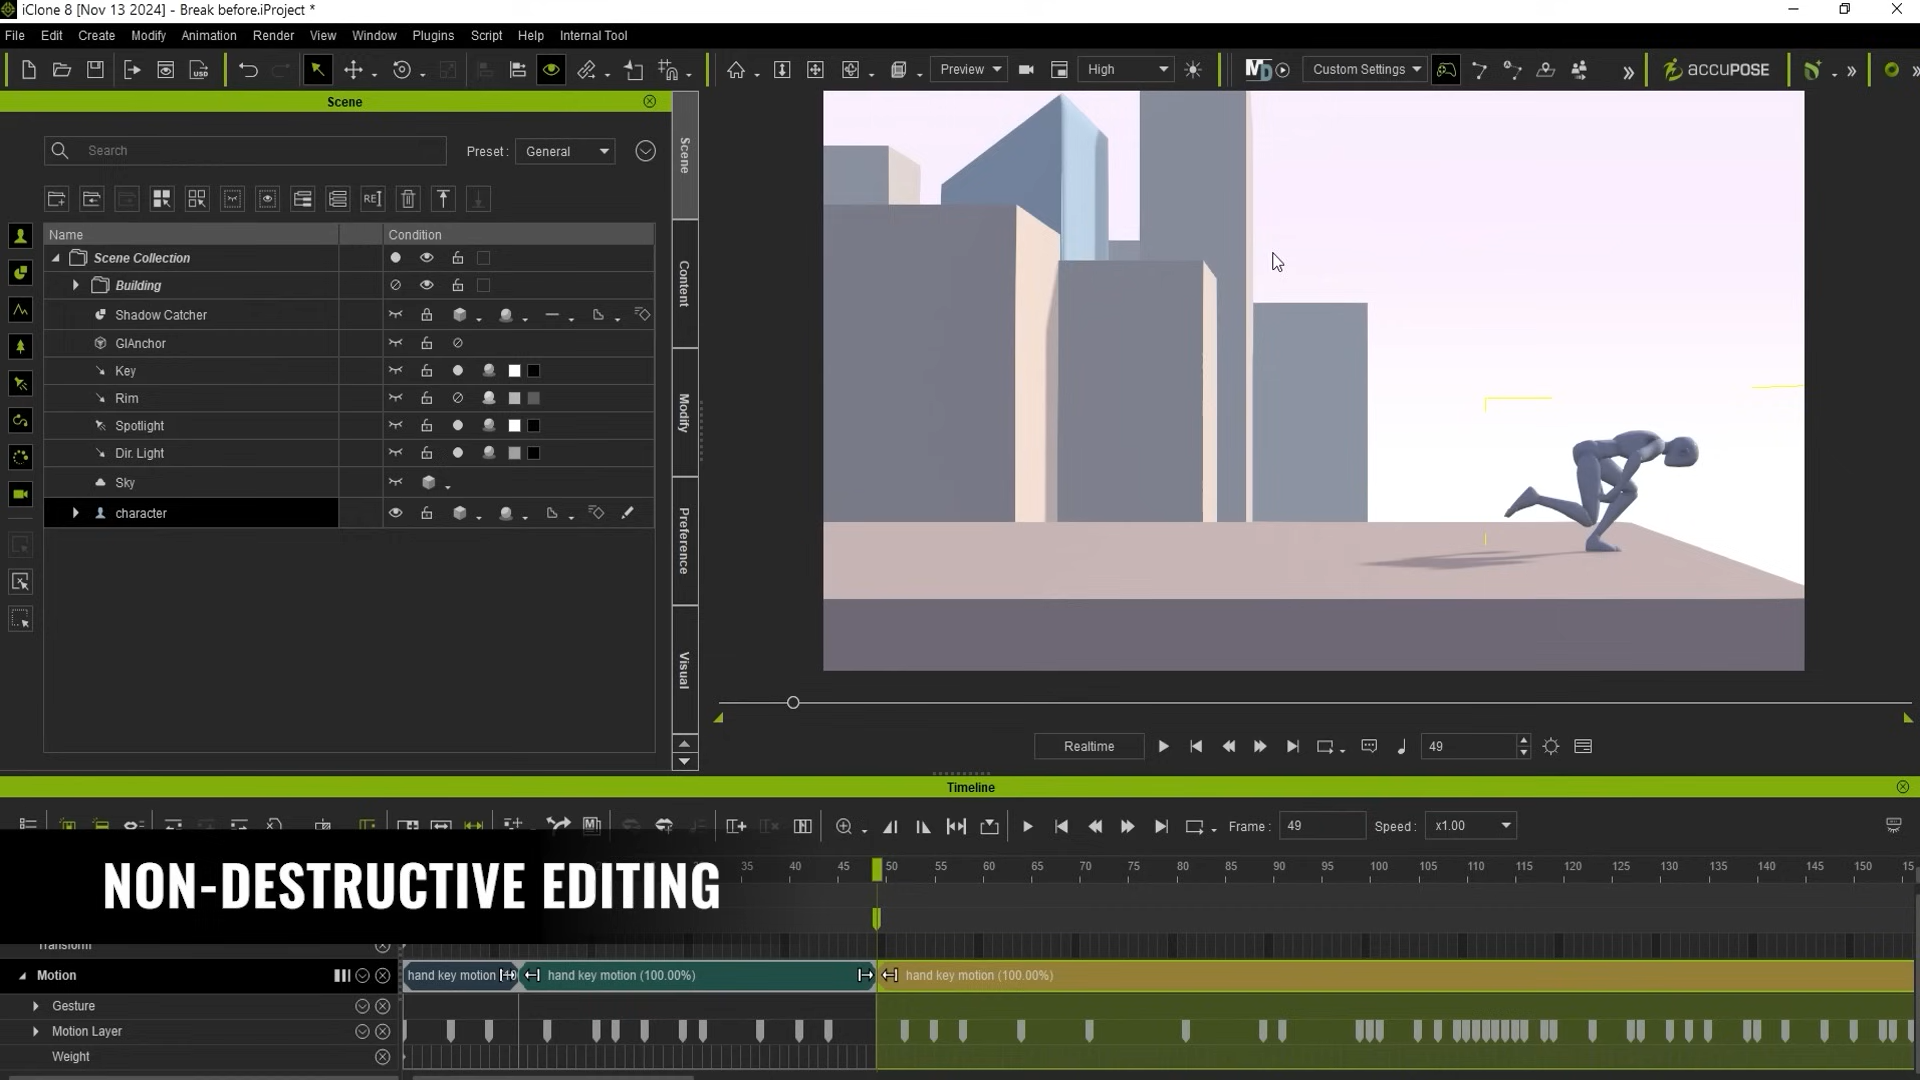 iClone 8 [Nov 13 2024] - Break before.iProject *
File Edit Create Modify Animation Render View Window Plugins Script Help Internal Tool
Preview High Custom Settings ACCUPOSE
Scene
Search Preset : General
Name Condition
Scene Collection
Building
Shadow Catcher
GIAnchor
Key
Rim
Spotlight
Dir. Light
Sky
character
Scene
Content
Modify
Preference
Visual
Realtime 49
Timeline
Frame : 49 Speed : x1.00
35 40 45 50 55 60 65 70 75 80 85 90 95 100 105 110 115 120 125 130 135 140 145 150
NON-DESTRUCTIVE EDITING
Transform
Motion hand key motion hand key motion (100.00%) hand key motion (100.00%)
Gesture
Motion Layer
Weight